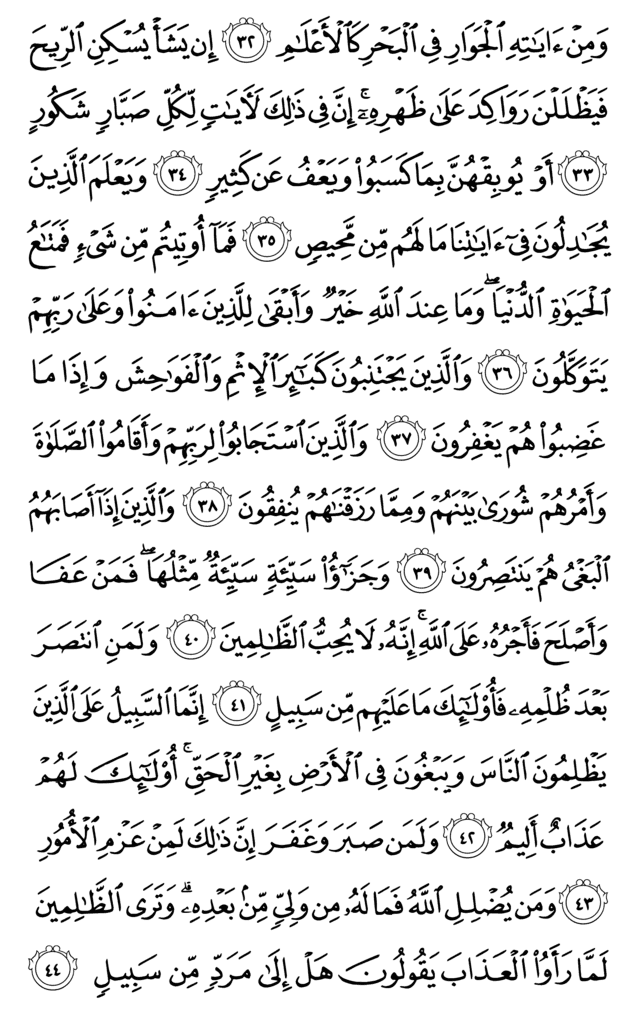 وَمِنْ ءَايَٰتِهِ ٱلْجَوَارِ فِى ٱلْبَحْرِ كَٱلْأَعْلَٰمِ ٣٢ إِن يَشَأْ يُسْكِنِ ٱلرِّيحَ
فَيَظْلَلْنَ رَوَاكِدَ عَلَىٰ ظَهْرِهِۦٓ ۚ إِنَّ فِى ذَٰلِكَ لَءَايَٰتٍ لِّكُلِّ صَبَّارٍ شَكُورٍ
٣٣ أَوْ يُوبِقْهُنَّ بِمَا كَسَبُوا۟ وَيَعْفُ عَن كَثِيرٍ ٣٤ وَيَعْلَمَ ٱلَّذِينَ
يُجَٰدِلُونَ فِىٓ ءَايَٰتِنَا مَا لَهُم مِّن مَّحِيصٍ ٣٥ فَمَآ أُوتِيتُم مِّن شَىْءٍ فَمَتَٰعُ
ٱلْحَيَوٰةِ ٱلدُّنْيَا ۖ وَمَا عِندَ ٱللَّهِ خَيْرٌ وَأَبْقَىٰ لِلَّذِينَ ءَامَنُوا۟ وَعَلَىٰ رَبِّهِمْ
يَتَوَكَّلُونَ ٣٦ وَٱلَّذِينَ يَجْتَنِبُونَ كَبَٰٓئِرَ ٱلْإِثْمِ وَٱلْفَوَٰحِشَ وَإِذَا مَا
غَضِبُوا۟ هُمْ يَغْفِرُونَ ٣٧ وَٱلَّذِينَ ٱسْتَجَابُوا۟ لِرَبِّهِمْ وَأَقَامُوا۟ ٱلصَّلَوٰةَ
وَأَمْرُهُمْ شُورَىٰ بَيْنَهُمْ وَمِمَّا رَزَقْنَٰهُمْ يُنفِقُونَ ٣٨ وَٱلَّذِينَ إِذَآ أَصَابَهُمُ
ٱلْبَغْىُ هُمْ يَنتَصِرُونَ ٣٩ وَجَزَٰٓؤُا۟ سَيِّئَةٍ سَيِّئَةٌ مِّثْلُهَا ۖ فَمَنْ عَفَا
وَأَصْلَحَ فَأَجْرُهُۥ عَلَى ٱللَّهِ ۚ إِنَّهُۥ لَا يُحِبُّ ٱلظَّٰلِمِينَ ٤٠ وَلَمَنِ ٱنتَصَرَ
بَعْدَ ظُلْمِهِۦ فَأُو۟لَٰٓئِكَ مَا عَلَيْهِم مِّن سَبِيلٍ ٤١ إِنَّمَا ٱلسَّبِيلُ عَلَى ٱلَّذِينَ
يَظْلِمُونَ ٱلنَّاسَ وَيَبْغُونَ فِى ٱلْأَرْضِ بِغَيْرِ ٱلْحَقِّ ۚ أُو۟لَٰٓئِكَ لَهُمْ
عَذَابٌ أَلِيمٌ ٤٢ وَلَمَن صَبَرَ وَغَفَرَ إِنَّ ذَٰلِكَ لَمِنْ عَزْمِ ٱلْأُمُورِ
٤٣ وَمَن يُضْلِلِ ٱللَّهُ فَمَا لَهُۥ مِن وَلِىٍّ مِّنۢ بَعْدِهِۦ ۗ وَتَرَى ٱلظَّٰلِمِينَ
لَمَّا رَأَوُا۟ ٱلْعَذَابَ يَقُولُونَ هَلْ إِلَىٰ مَرَدٍّ مِّن سَبِيلٍ ٤٤